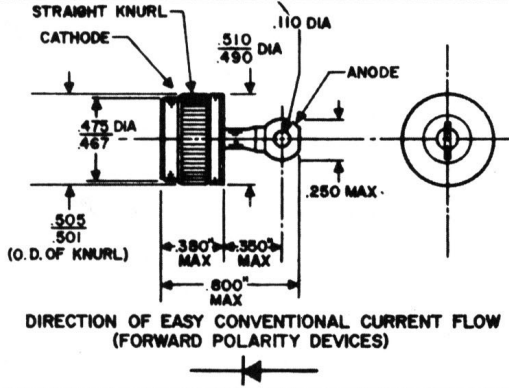 STRAIGHT KNURL
CATHODE
.510
.490 DIA
.110 DIA
ANODE
.475 DIA
.467
.250 MAX
.505
.501
(O.D. OF KNURL)
.380" MAX
.350" MAX
.800" MAX
DIRECTION OF EASY CONVENTIONAL CURRENT FLOW
(FORWARD POLARITY DEVICES)